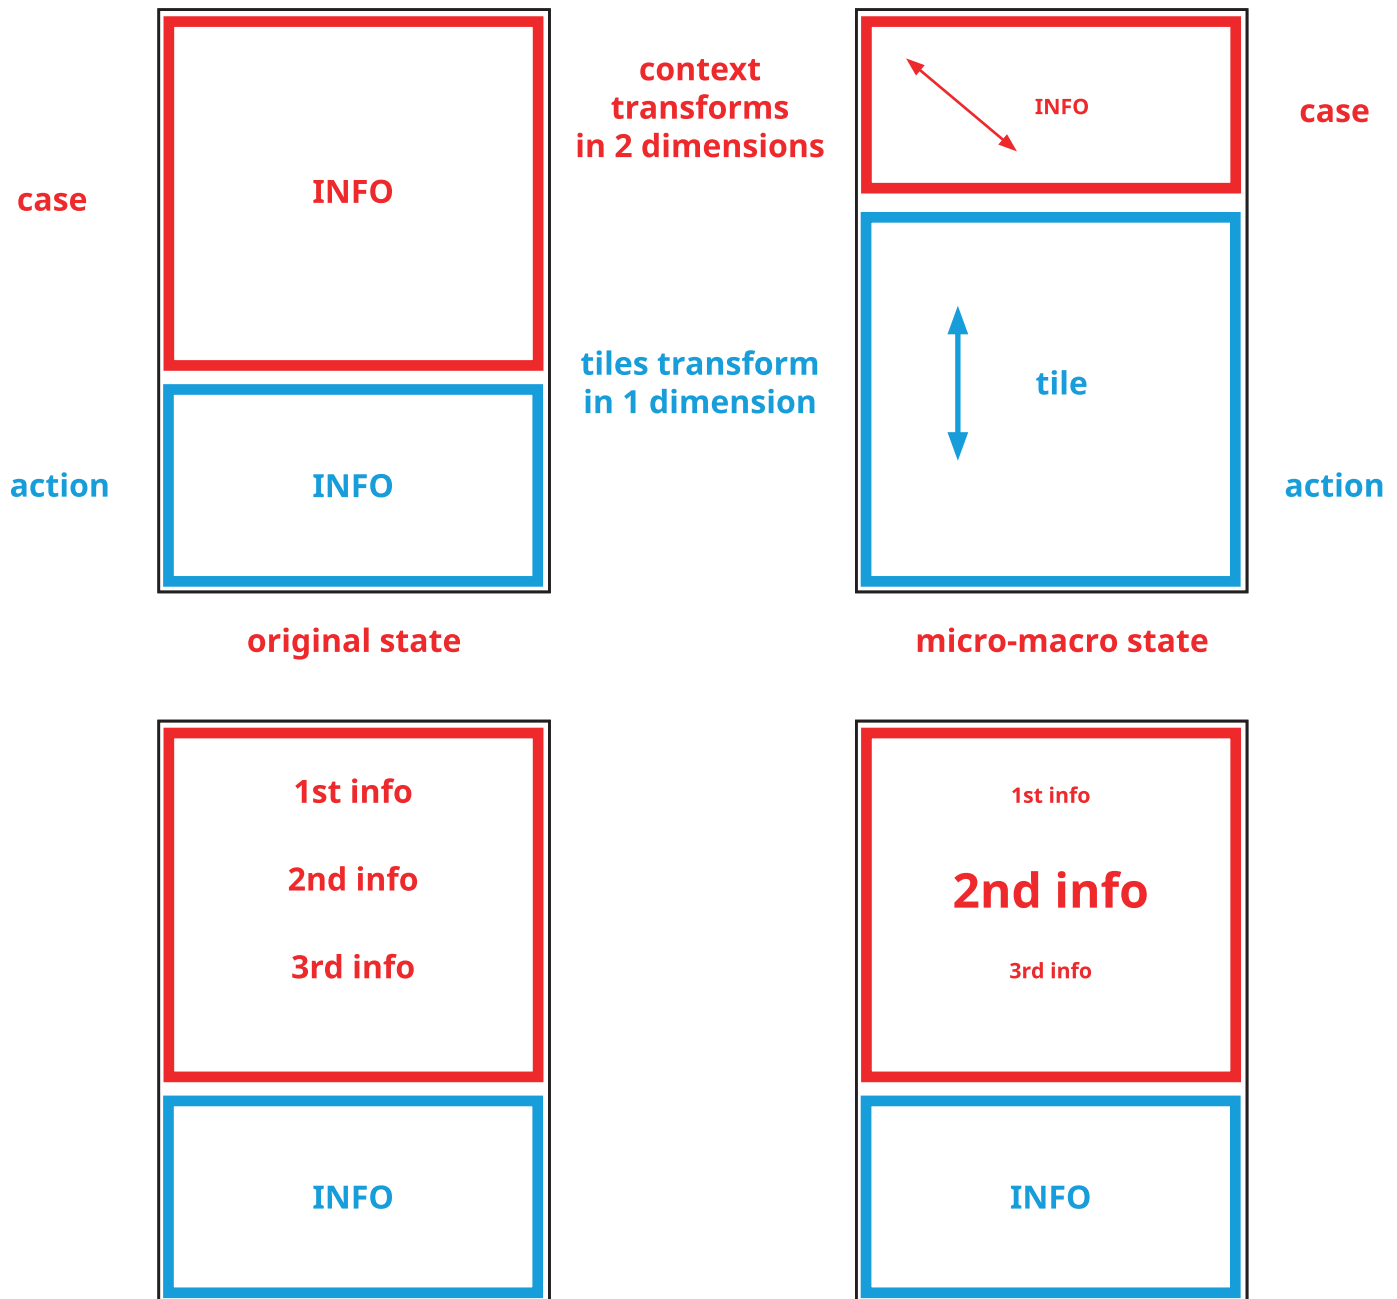 case
INFO
action
INFO
original state
context
transforms
in 2 dimensions
tiles transform
in 1 dimension
INFO
case
tile
action
micro-macro state
1st info
2nd info
3rd info
INFO
1st info
2nd info
3rd info
INFO